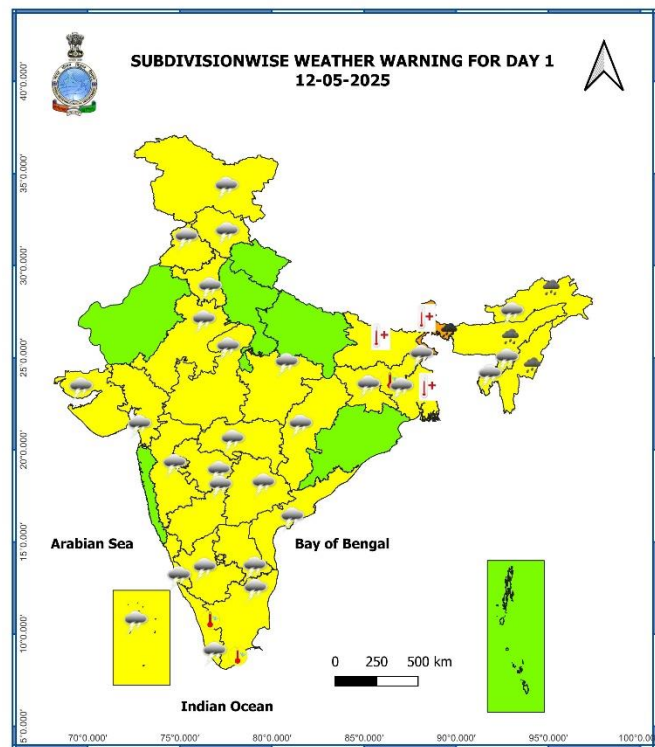 SUBDIVISIONWISE WEATHER WARNING FOR DAY 1
12-05-2025
40°0.000'
35°0.000'
30°0.000'
25°0.000'
20°0.000'
15°0.000'
10°0.000'
5°0.000'
Arabian Sea
Bay of Bengal
0 250 500 km
Indian Ocean
70°0.000' 75°0.000' 80°0.000' 85°0.000' 90°0.000' 95°0.000' 100°0.000'